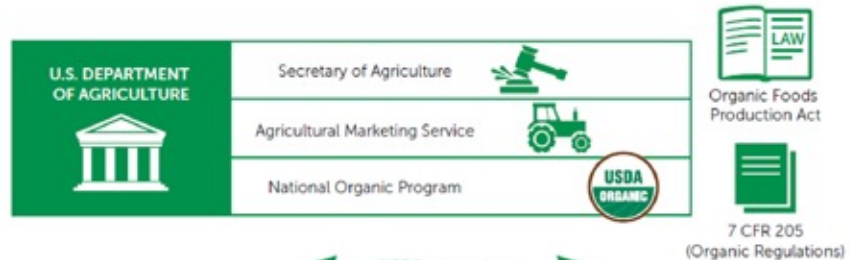 U.S. DEPARTMENT
OF AGRICULTURE
Secretary of Agriculture
Agricultural Marketing Service
National Organic Program
USDA
ORGANIC
LAW
Organic Foods
Production Act
7 CFR 205
(Organic Regulations)